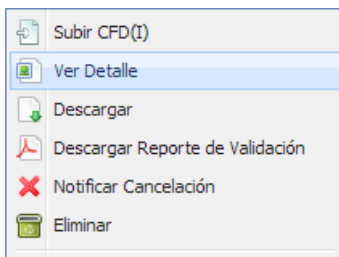 Subir CFD(I)
Ver Detalle
Descargar
Descargar Reporte de Validación
Notificar Cancelación
Eliminar